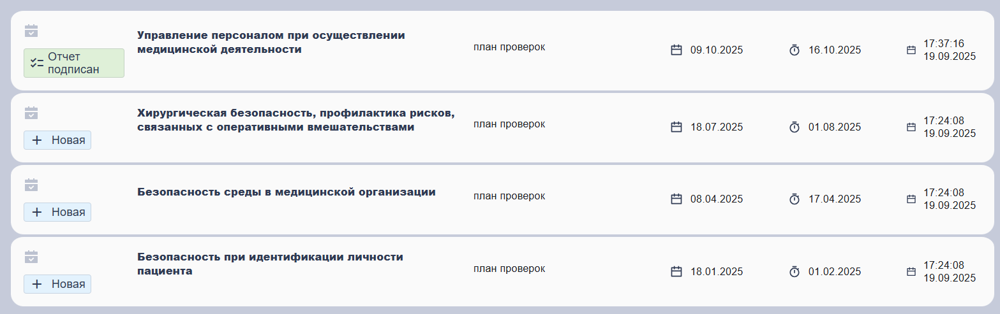 Управление персоналом при осуществлении
медицинской деятельности
Отчет
подписан
план проверок
09.10.2025
16.10.2025
17:37:16
19.09.2025
Хирургическая безопасность, профилактика рисков,
связанных с оперативными вмешательствами
Новая
план проверок
18.07.2025
01.08.2025
17:24:08
19.09.2025
Безопасность среды в медицинской организации
Новая
план проверок
08.04.2025
17.04.2025
17:24:08
19.09.2025
Безопасность при идентификации личности
пациента
Новая
план проверок
18.01.2025
01.02.2025
17:24:08
19.09.2025